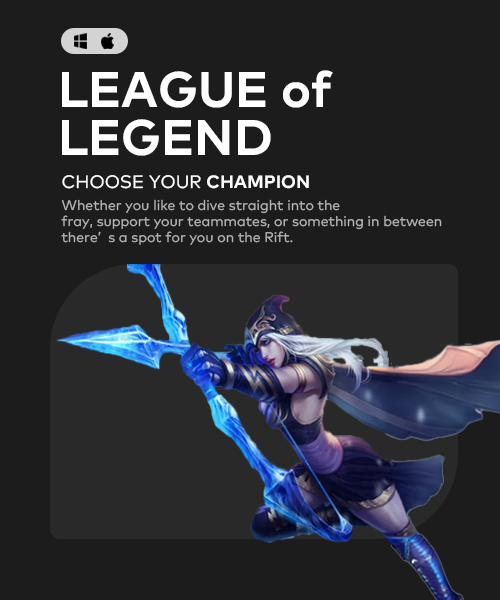 LEAGUE of
LEGEND
CHOOSE YOUR CHAMPION
Whether you like to dive straight into the
fray, support your teammates, or something in between
there’ s a spot for you on the Rift.